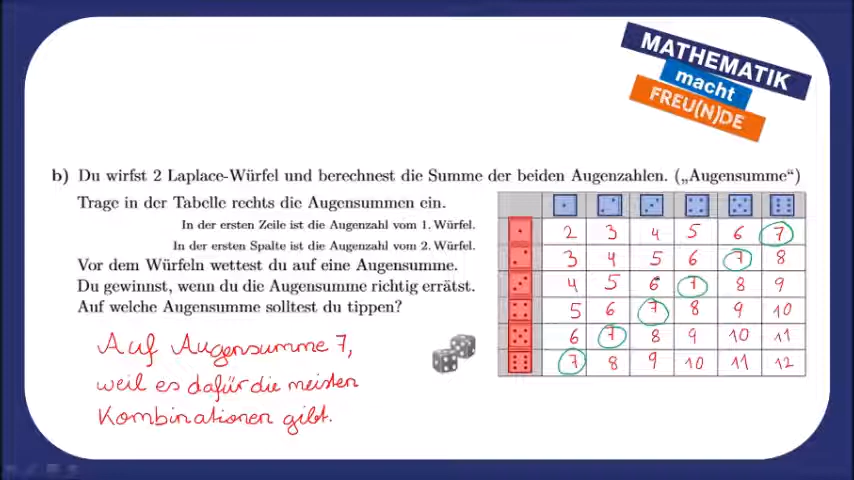 MATHEMATIK
macht
FREU(N)DE
b) Du wirfst 2 Laplace-Würfel und berechnest die Summe der beiden Augenzahlen. („Augensumme“)
Trage in der Tabelle rechts die Augensummen ein.
In der ersten Zeile ist die Augenzahl vom 1. Würfel.
In der ersten Spalte ist die Augenzahl vom 2. Würfel.
Vor dem Würfeln wettest du auf eine Augensumme.
Du gewinnst, wenn du die Augensumme richtig errätst.
Auf welche Augensumme solltest du tippen?
Auf Augensumme 7,
weil es dafür die meisten
Kombinationen gibt.
2 3 4 5 6 7
3 4 5 6 7 8
4 5 6 7 8 9
5 6 7 8 9 10
6 7 8 9 10 11
7 8 9 10 11 12